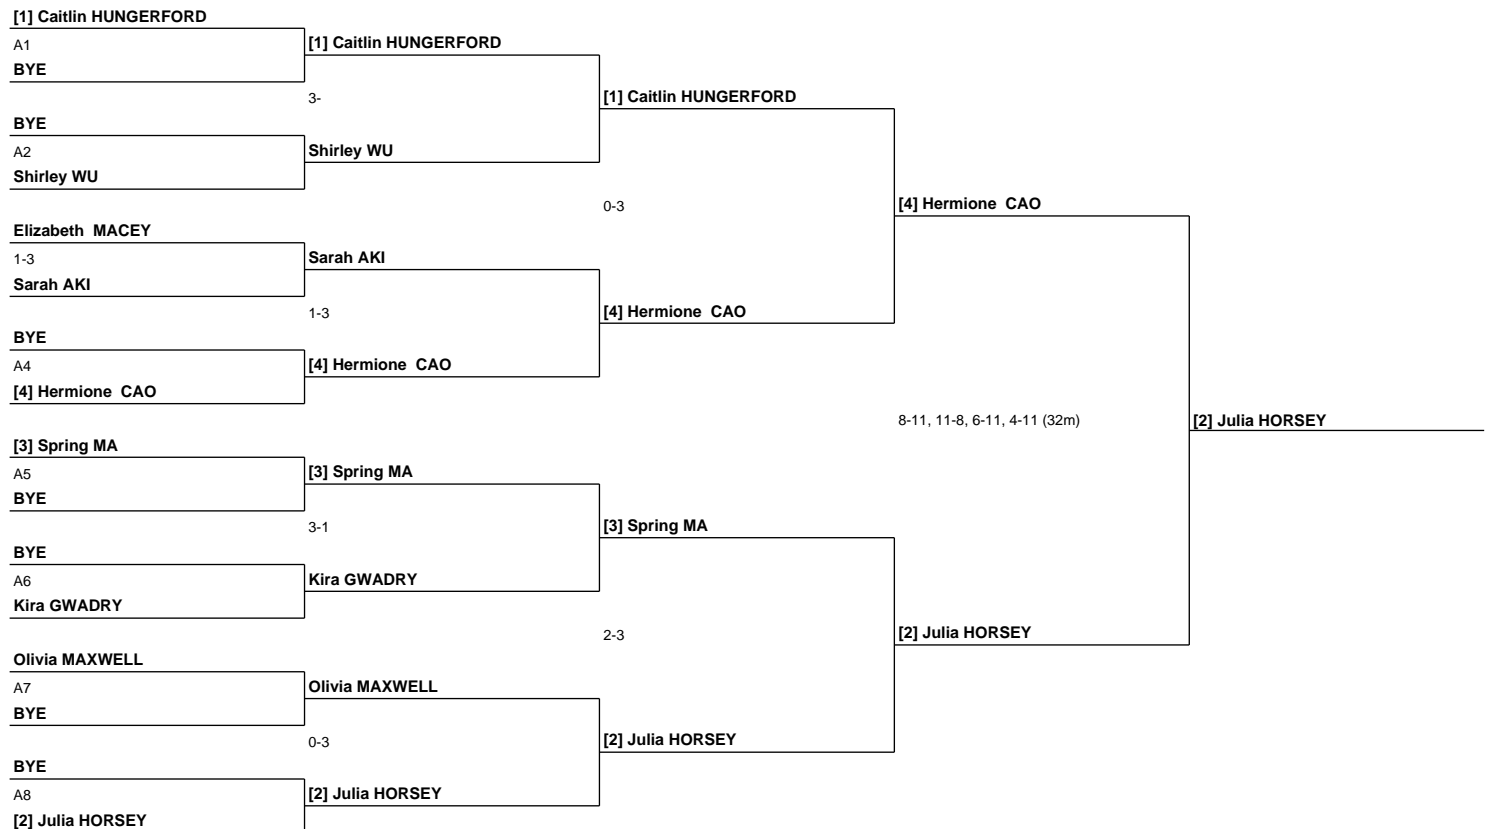 [1] Caitlin HUNGERFORD
A1
BYE
BYE
A2
Shirley WU
Elizabeth  MACEY
1-3
Sarah AKI
BYE
A4
[4] Hermione  CAO
[3] Spring MA
A5
BYE
BYE
A6
Kira GWADRY
Olivia MAXWELL
A7
BYE
BYE
A8
[2] Julia HORSEY
[1] Caitlin HUNGERFORD
3-
Shirley WU
Sarah AKI
1-3
[4] Hermione  CAO
[3] Spring MA
3-1
Kira GWADRY
Olivia MAXWELL
0-3
[2] Julia HORSEY
[1] Caitlin HUNGERFORD
0-3
[4] Hermione  CAO
[3] Spring MA
2-3
[2] Julia HORSEY
[4] Hermione  CAO
8-11, 11-8, 6-11, 4-11 (32m)
[2] Julia HORSEY
[2] Julia HORSEY